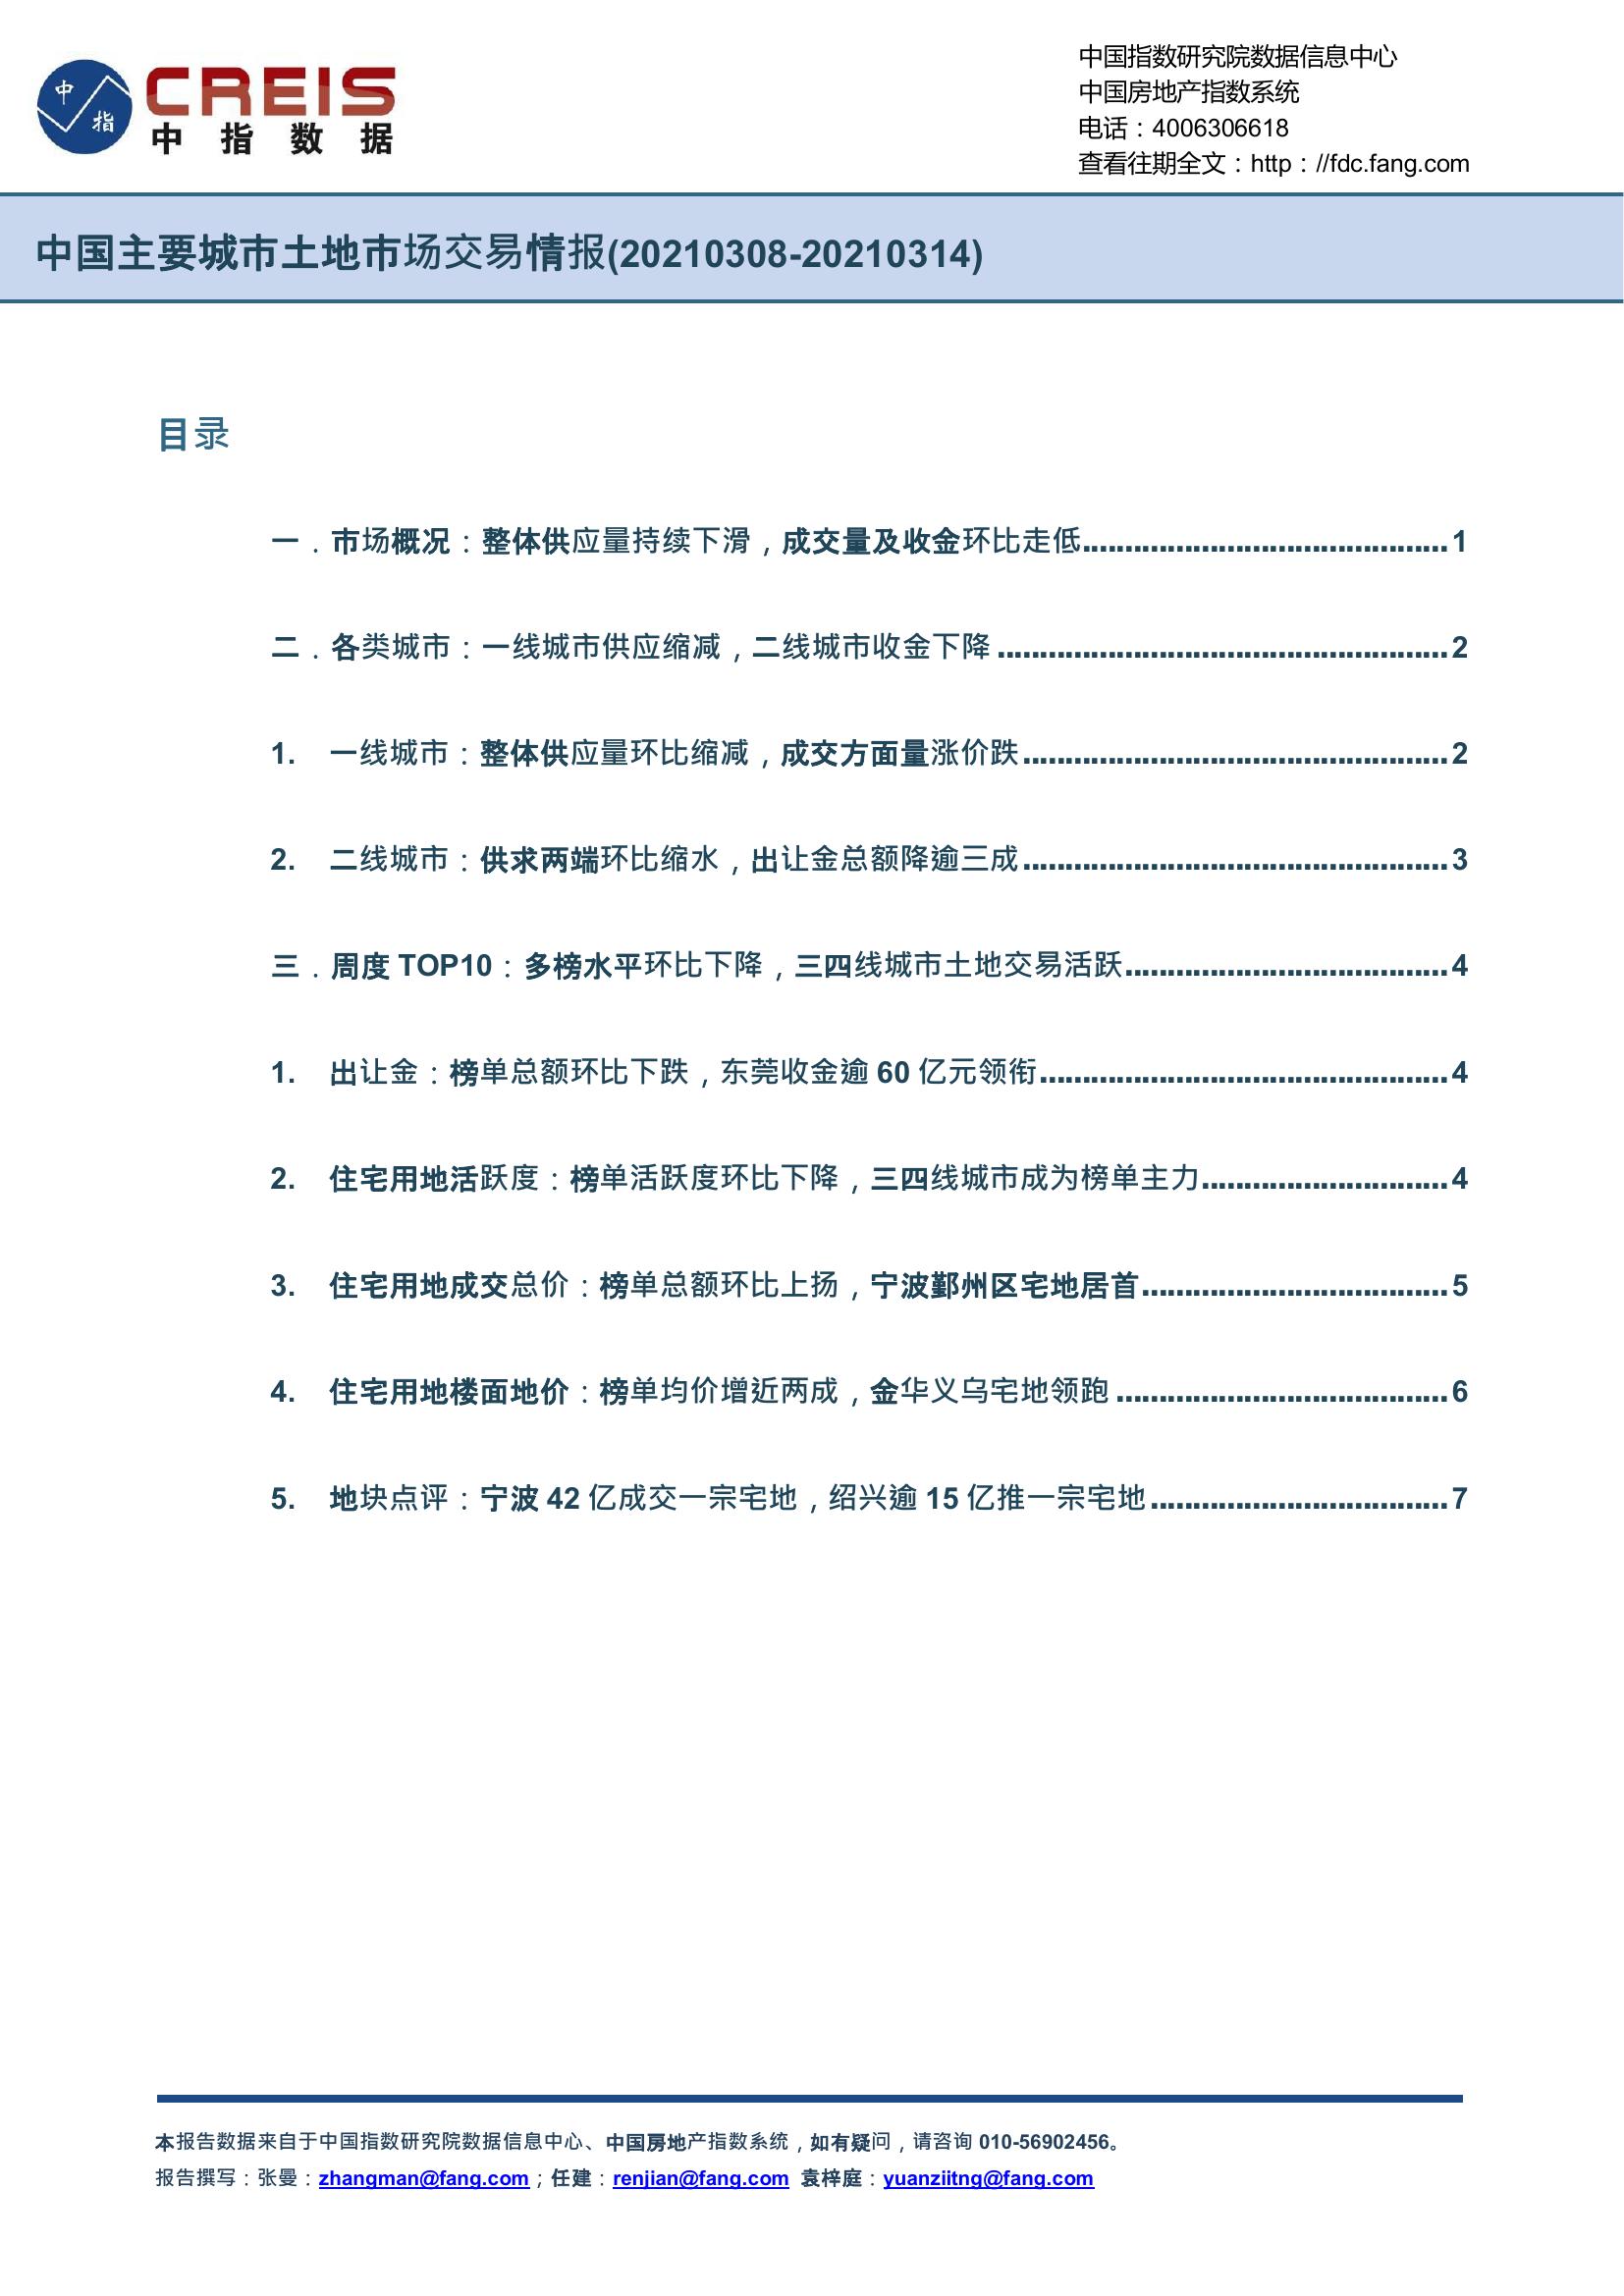 中指
CREIS
中指数据
中国指数研究院数据信息中心
中国房地产指数系统
电话：4006306618
查看往期全文：http：//fdc.fang.com
中国主要城市土地市场交易情报(20210308-20210314)
目录
一．市场概况：整体供应量持续下滑，成交量及收金环比走低...........................................1
二．各类城市：一线城市供应缩减，二线城市收金下降.....................................................2
1. 一线城市：整体供应量环比缩减，成交方面量涨价跌..................................................2
2. 二线城市：供求两端环比缩水，出让金总额降逾三成..................................................3
三．周度 TOP10：多榜水平环比下降，三四线城市土地交易活跃......................................4
1. 出让金：榜单总额环比下跌，东莞收金逾 60 亿元领衔................................................4
2. 住宅用地活跃度：榜单活跃度环比下降，三四线城市成为榜单主力.............................4
3. 住宅用地成交总价：榜单总额环比上扬，宁波鄞州区宅地居首....................................5
4. 住宅用地楼面地价：榜单均价增近两成，金华义乌宅地领跑.......................................6
5. 地块点评：宁波 42 亿成交一宗宅地，绍兴逾 15 亿推一宗宅地...................................7
本报告数据来自于中国指数研究院数据信息中心、中国房地产指数系统，如有疑问，请咨询 010-56902456。
报告撰写：张曼：zhangman@fang.com；任建：renjian@fang.com 袁梓庭：yuanziitng@fang.com